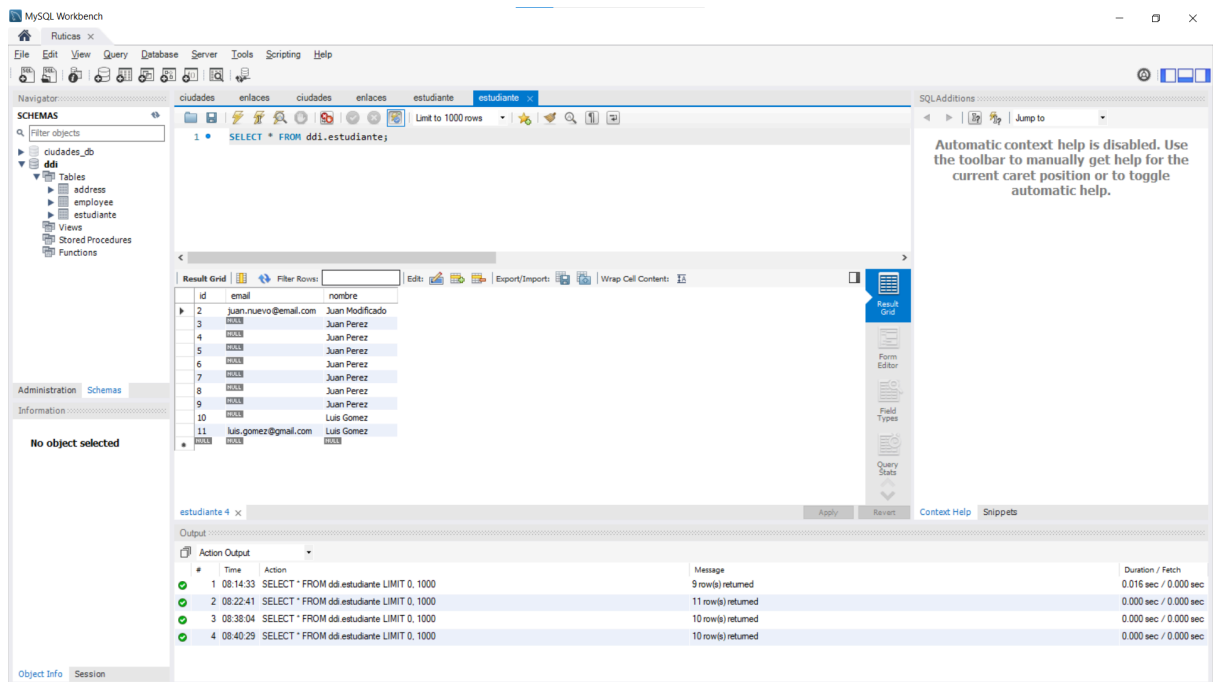 MySQL Workbench
Ruticas
File Edit View Query Database Server Tools Scripting Help
Navigator
SCHEMAS
Filter objects
ciudades_db
ddi
Tables
address
employee
estudiante
Views
Stored Procedures
Functions
Administration Schemas
Information
No object selected
Object Info Session
ciudades enlaces ciudades enlaces estudiante estudiante
Limit to 1000 rows
1 SELECT * FROM ddi.estudiante;
Result Grid Filter Rows: Edit: Export/Import: Wrap Cell Content:
id email nombre
2 juan.nuevo@email.com Juan Modificado
3 NULL Juan Perez
4 NULL Juan Perez
5 NULL Juan Perez
6 NULL Juan Perez
7 NULL Juan Perez
8 NULL Juan Perez
9 NULL Juan Perez
10 NULL Luis Gomez
11 luis.gomez@gmail.com Luis Gomez
NULL NULL NULL
Result
Grid
Form
Editor
Field
Types
Query
Stats
estudiante 4 Apply Revert
SQLAdditions
Jump to
Automatic context help is disabled. Use
the toolbar to manually get help for the
current caret position or to toggle
automatic help.
Context Help Snippets
Output
Action Output
# Time Action Message Duration / Fetch
1 08:14:33 SELECT * FROM ddi.estudiante LIMIT 0, 1000 9 row(s) returned 0.016 sec / 0.000 sec
2 08:22:41 SELECT * FROM ddi.estudiante LIMIT 0, 1000 11 row(s) returned 0.000 sec / 0.000 sec
3 08:38:04 SELECT * FROM ddi.estudiante LIMIT 0, 1000 10 row(s) returned 0.000 sec / 0.000 sec
4 08:40:29 SELECT * FROM ddi.estudiante LIMIT 0, 1000 10 row(s) returned 0.000 sec / 0.000 sec